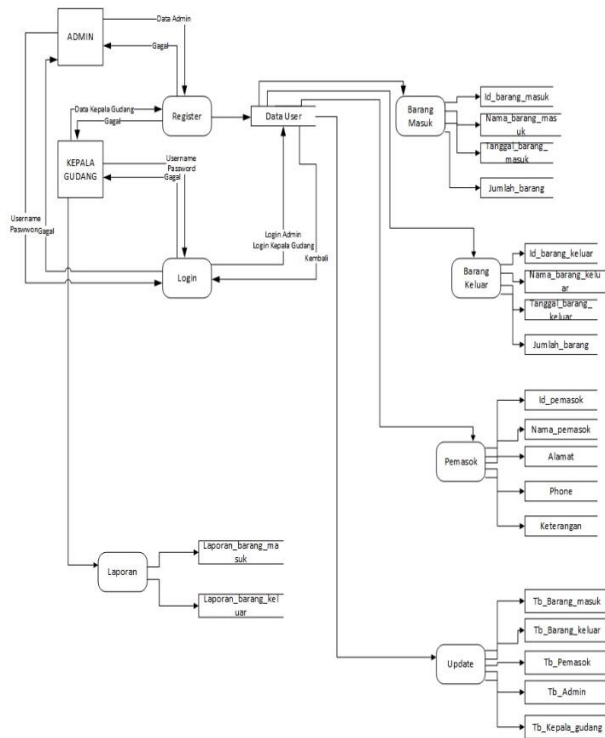 ADMIN
Data Admin
Gagal
Data Kepala Gudang
Gagal
Register
Data User
KEPALA
GUDANG
Username
Password
Username
Paswword
Gagal
Gagal
Login Admin
Login Kepala Gudang
Kembali
Login
Barang
Masuk
Id_barang_masuk
Nama_barang_mas
uk
Tanggal_barang_
masuk
Jumlah_barang
Barang
Keluar
Id_barang_keluar
Nama_barang_kelu
ar
Tanggal_barang_
keluar
Jumlah_barang
Pemasok
Id_pemasok
Nama_pemasok
Alamat
Phone
Keterangan
Laporan
Laporan_barang_ma
suk
Laporan_barang_kel
uar
Update
Tb_Barang_masuk
Tb_Barang_keluar
Tb_Pemasok
Tb_Admin
Tb_Kepala_gudang